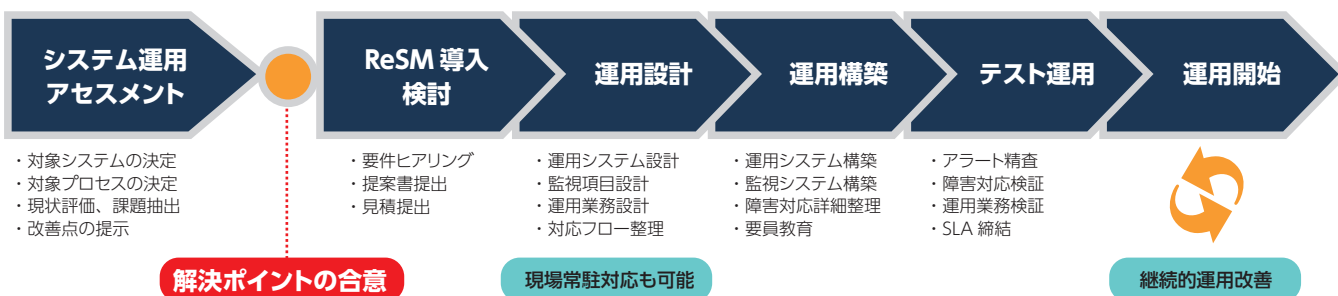 システム運用
アセスメント
ReSM 導入
検討
運用設計
運用構築
テスト運用
運用開始
・対象システムの決定
・対象プロセスの決定
・現状評価、課題抽出
・改善点の提示
・要件ヒアリング
・提案書提出
・見積提出
・運用システム設計
・監視項目設計
・運用業務設計
・対応フロー整理
・運用システム構築
・監視システム構築
・障害対応詳細整理
・要員教育
・アラート精査
・障害対応検証
・運用業務検証
・SLA 締結
解決ポイントの合意
現場常駐対応も可能
継続的運用改善